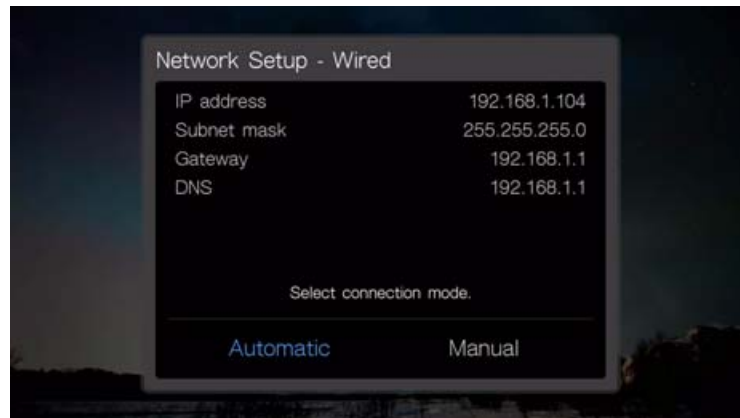 Network Setup - Wired
IP address 192.168.1.104
Subnet mask 255.255.255.0
Gateway 192.168.1.1
DNS 192.168.1.1
Select connection mode.
Automatic Manual